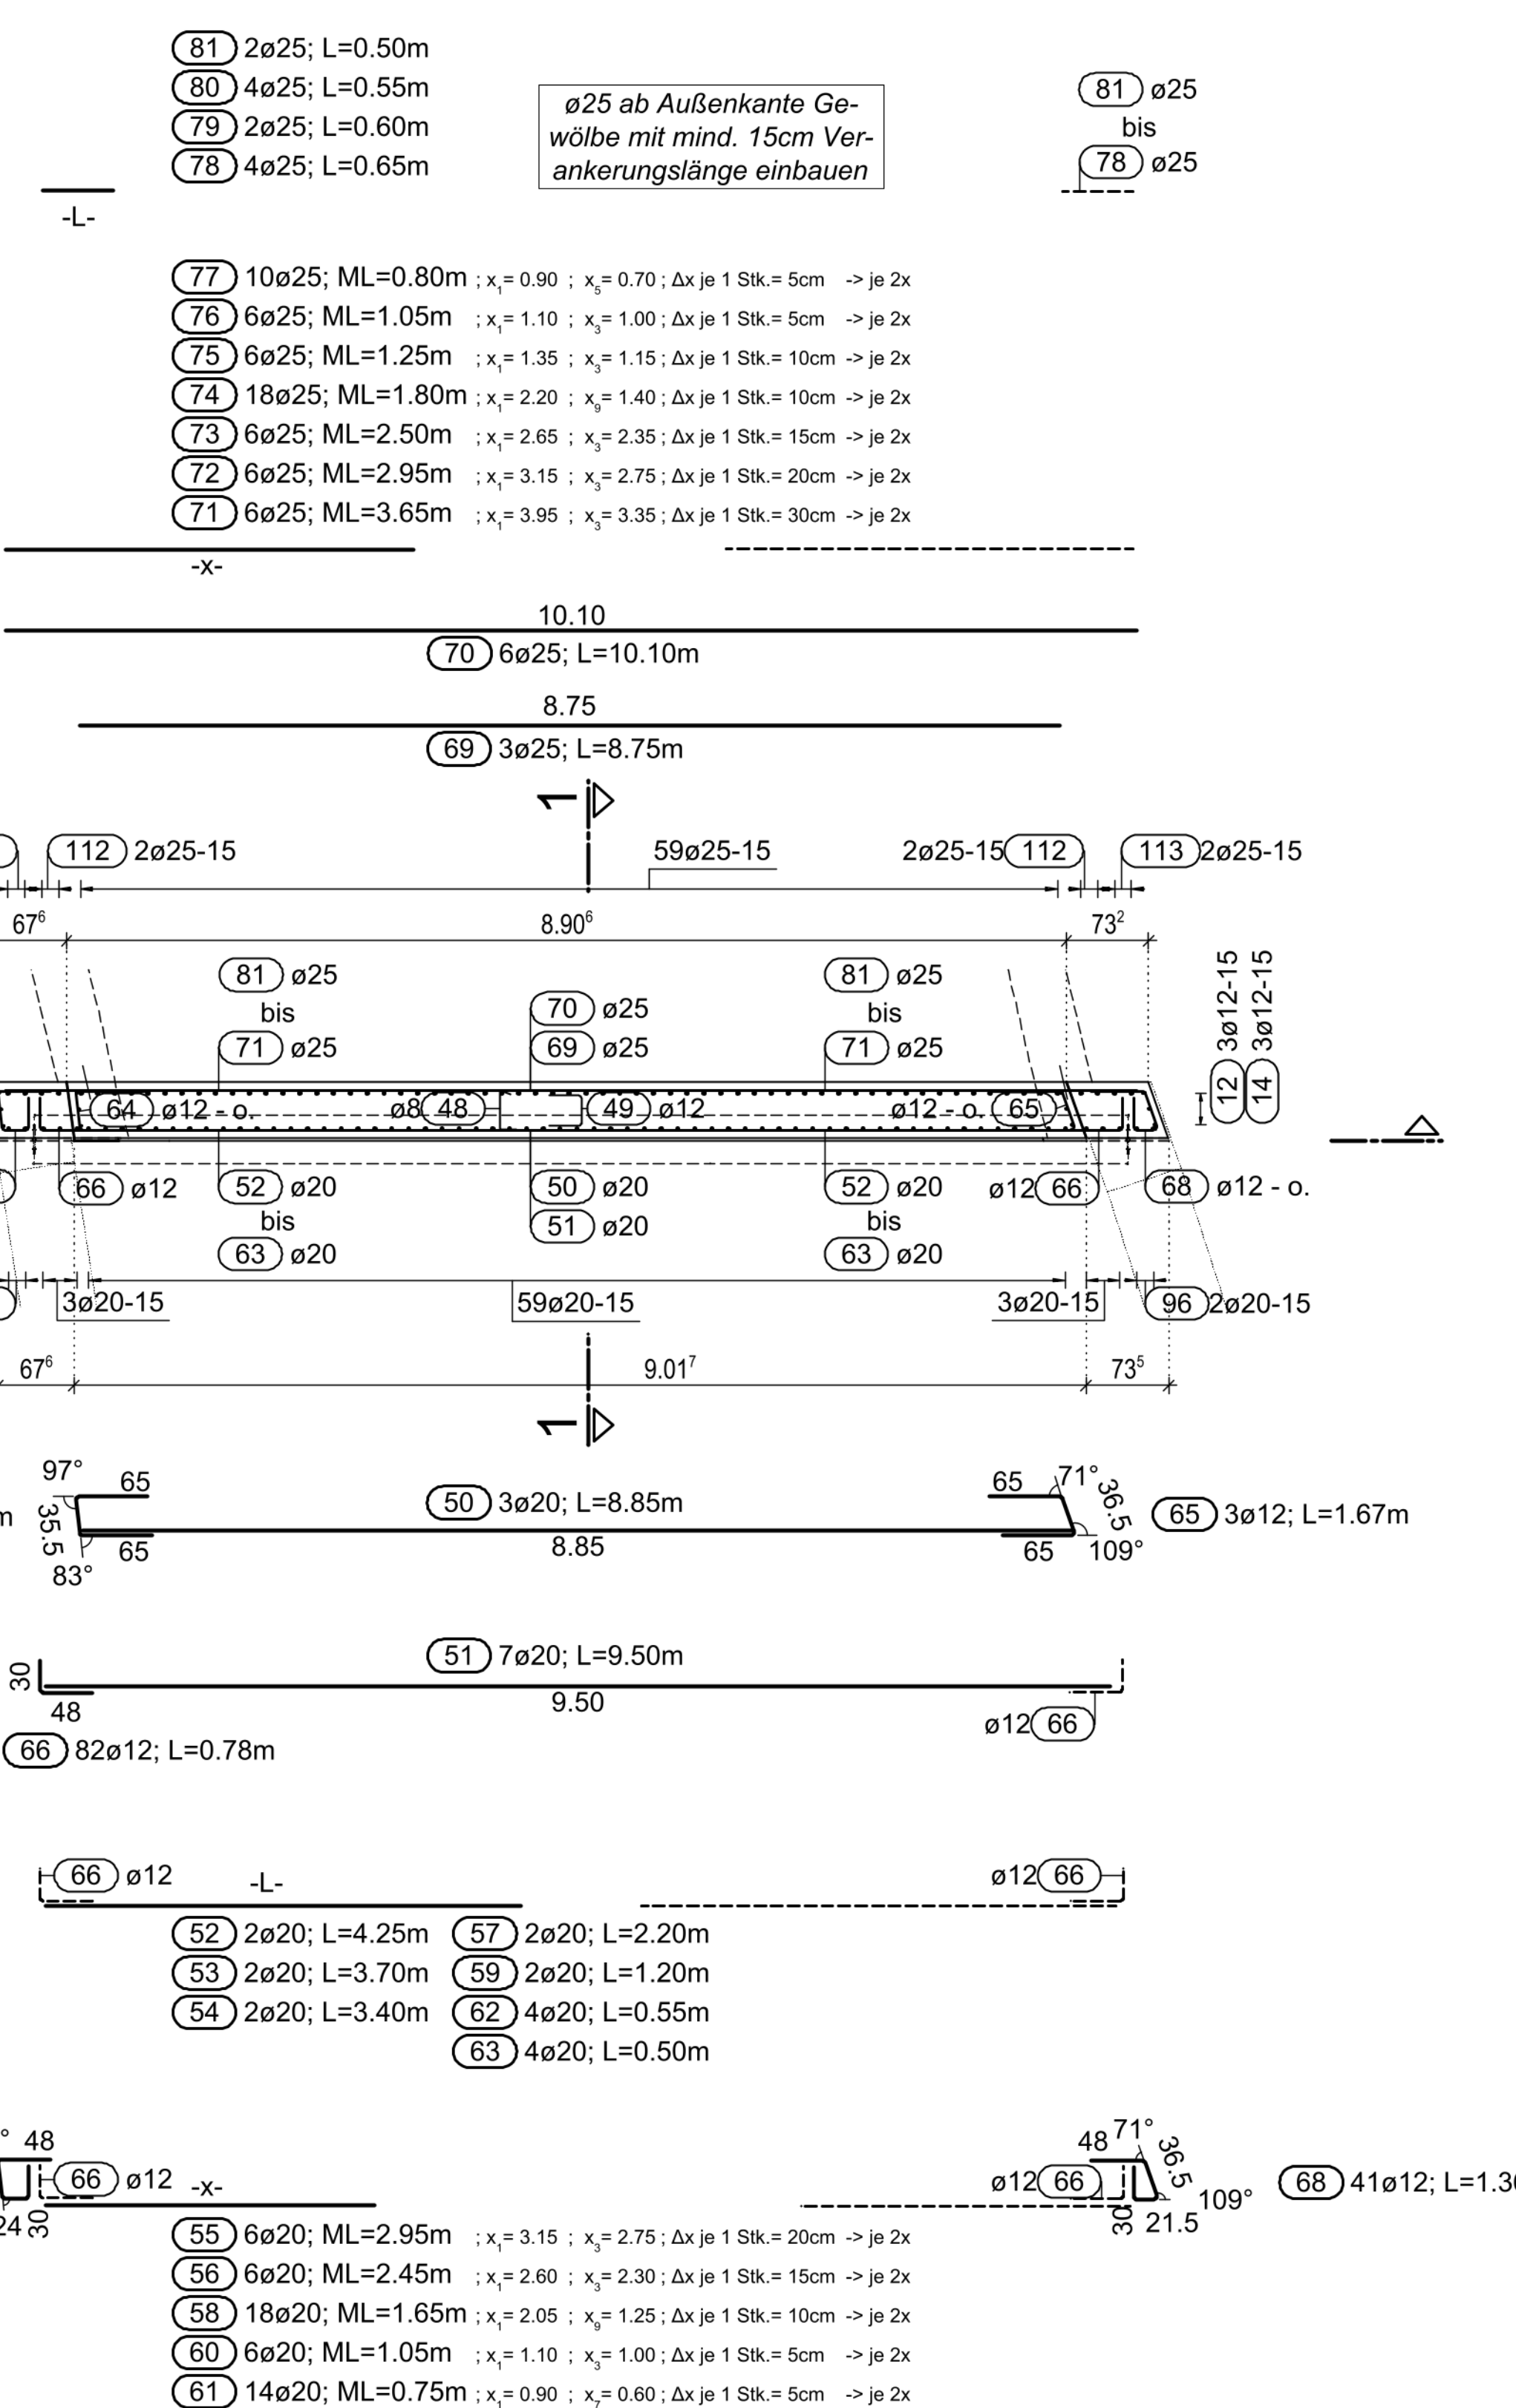 81 2ø25; L=0.50m
80 4ø25; L=0.55m
79 2ø25; L=0.60m
78 4ø25; L=0.65m
-L-
ø25 ab Außenkante Ge-
wölbe mit mind. 15cm Ver-
ankerungslänge einbauen
81 ø25
bis
78 ø25
77 10ø25; ML=0.80m ; x1= 0.90 ; x5= 0.70 ; Δx je 1 Stk.= 5cm -> je 2x
76 6ø25; ML=1.05m ; x1= 1.10 ; x3= 1.00 ; Δx je 1 Stk.= 5cm -> je 2x
75 6ø25; ML=1.25m ; x1= 1.35 ; x3= 1.15 ; Δx je 1 Stk.= 10cm -> je 2x
74 18ø25; ML=1.80m ; x1= 2.20 ; x9= 1.40 ; Δx je 1 Stk.= 10cm -> je 2x
73 6ø25; ML=2.50m ; x1= 2.65 ; x3= 2.35 ; Δx je 1 Stk.= 15cm -> je 2x
72 6ø25; ML=2.95m ; x1= 3.15 ; x3= 2.75 ; Δx je 1 Stk.= 20cm -> je 2x
71 6ø25; ML=3.65m ; x1= 3.95 ; x3= 3.35 ; Δx je 1 Stk.= 30cm -> je 2x
-x-
10.10
70 6ø25; L=10.10m
8.75
69 3ø25; L=8.75m
1
112 2ø25-15
59ø25-15
2ø25-15 112
113 2ø25-15
67⁶
8.90⁶
73²
81 ø25
bis
71 ø25
70 ø25
69 ø25
81 ø25
bis
71 ø25
12 3ø12-15
14 3ø12-15
64 ø12 - o.
ø8 48
49 ø12
ø12 - o. 65
66 ø12
52 ø20
bis
63 ø20
50 ø20
51 ø20
52 ø20
bis
63 ø20
ø12 66
68 ø12 - o.
3ø20-15
59ø20-15
3ø20-15
96 2ø20-15
67⁶
9.01⁷
73⁵
1
97°
65
35.5
65
83°
50 3ø20; L=8.85m
8.85
65
71°
36.5
65
109°
65 3ø12; L=1.67m
m
30
48
51 7ø20; L=9.50m
9.50
ø12 66
66 82ø12; L=0.78m
66 ø12
-L-
ø12 66
52 2ø20; L=4.25m
53 2ø20; L=3.70m
54 2ø20; L=3.40m
57 2ø20; L=2.20m
59 2ø20; L=1.20m
62 4ø20; L=0.55m
63 4ø20; L=0.50m
° 48
66 ø12
-x-
24
30
ø12 66
48
71°
36.5
109°
30
21.5
68 41ø12; L=1.3
55 6ø20; ML=2.95m ; x1= 3.15 ; x3= 2.75 ; Δx je 1 Stk.= 20cm -> je 2x
56 6ø20; ML=2.45m ; x1= 2.60 ; x3= 2.30 ; Δx je 1 Stk.= 15cm -> je 2x
58 18ø20; ML=1.65m ; x1= 2.05 ; x9= 1.25 ; Δx je 1 Stk.= 10cm -> je 2x
60 6ø20; ML=1.05m ; x1= 1.10 ; x3= 1.00 ; Δx je 1 Stk.= 5cm -> je 2x
61 14ø20; ML=0.75m ; x1= 0.90 ; x7= 0.60 ; Δx je 1 Stk.= 5cm -> je 2x